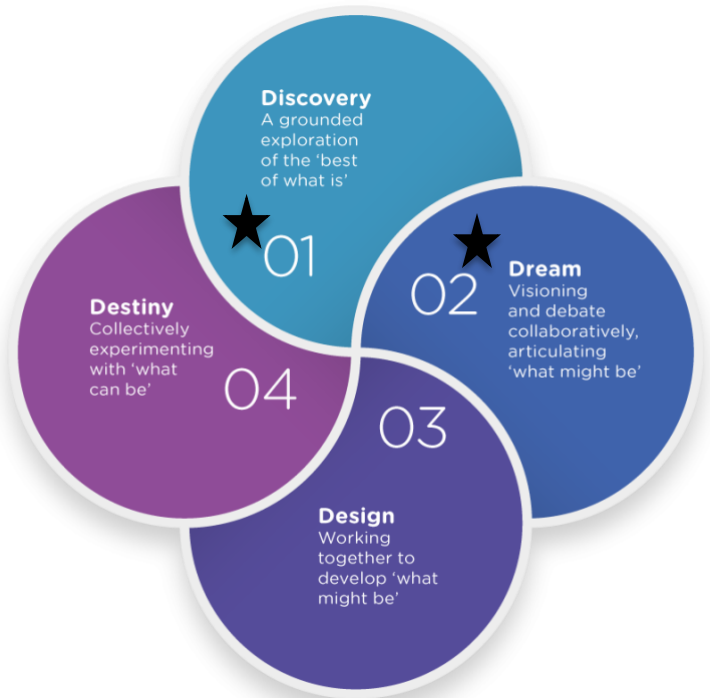 Discovery
A grounded
exploration
of the ‘best
of what is’
01
02
Dream
Visioning
and debate
collaboratively,
articulating
‘what might be’
03
Design
Working
together to
develop ‘what
might be’
04
Destiny
Collectively
experimenting
with ‘what
can be’